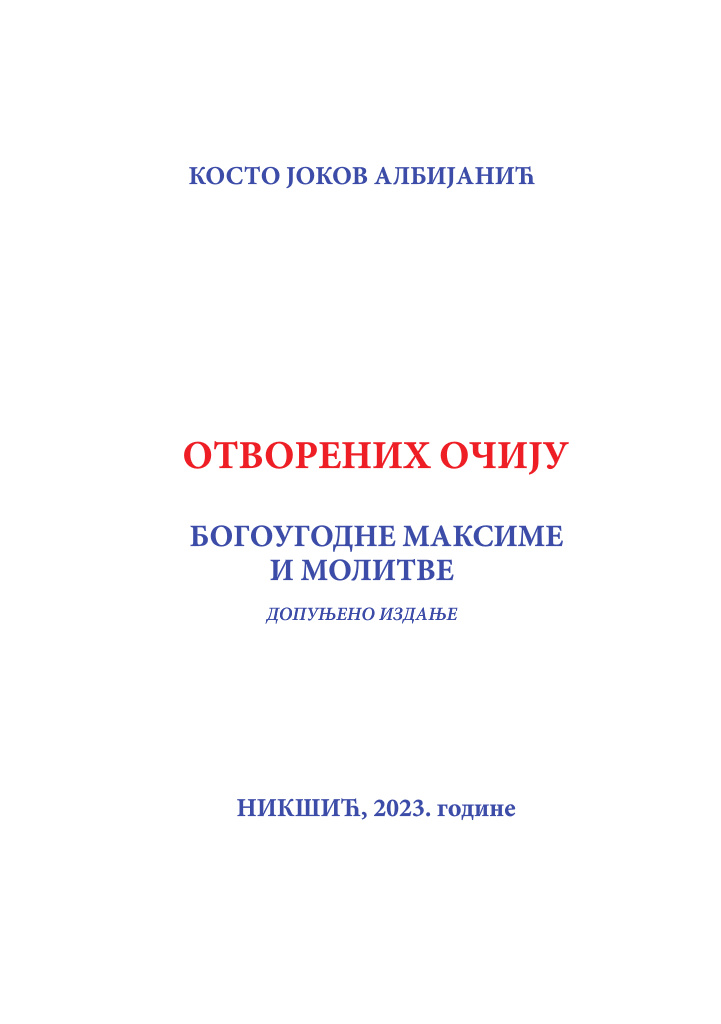 КОСТО ЈОКОВ АЛБИЈАНИЋ
ОТВОРЕНИХ ОЧИЈУ
БОГОУГОДНЕ МАКСИМЕ
И МОЛИТВЕ
ДОПУЊЕНО ИЗДАЊЕ
НИКШИЋ, 2023. године